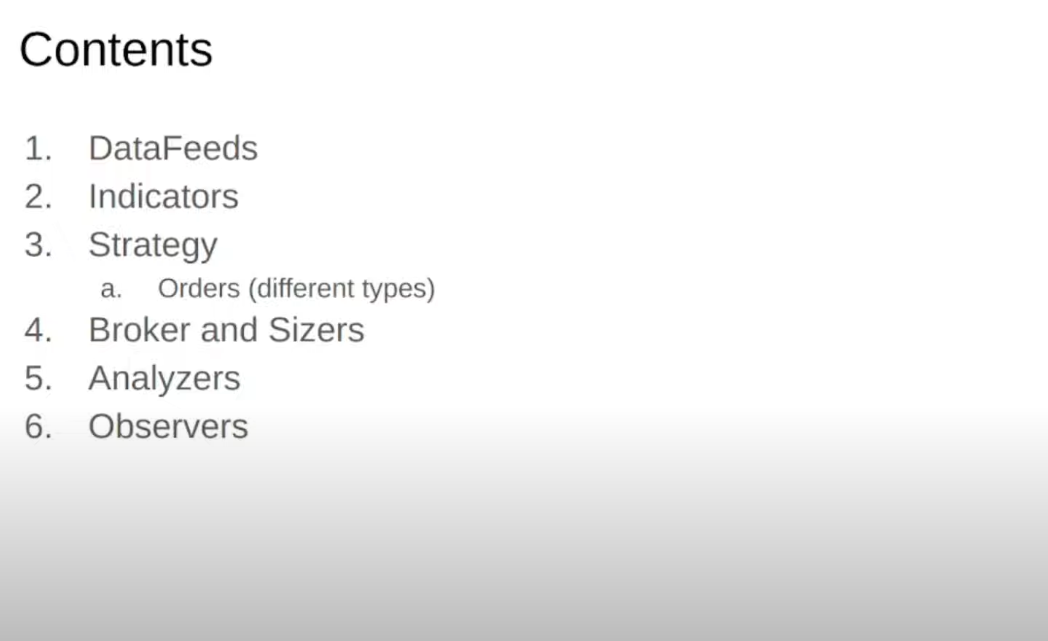 Contents
1. DataFeeds
2. Indicators
3. Strategy
a. Orders (different types)
4. Broker and Sizers
5. Analyzers
6. Observers